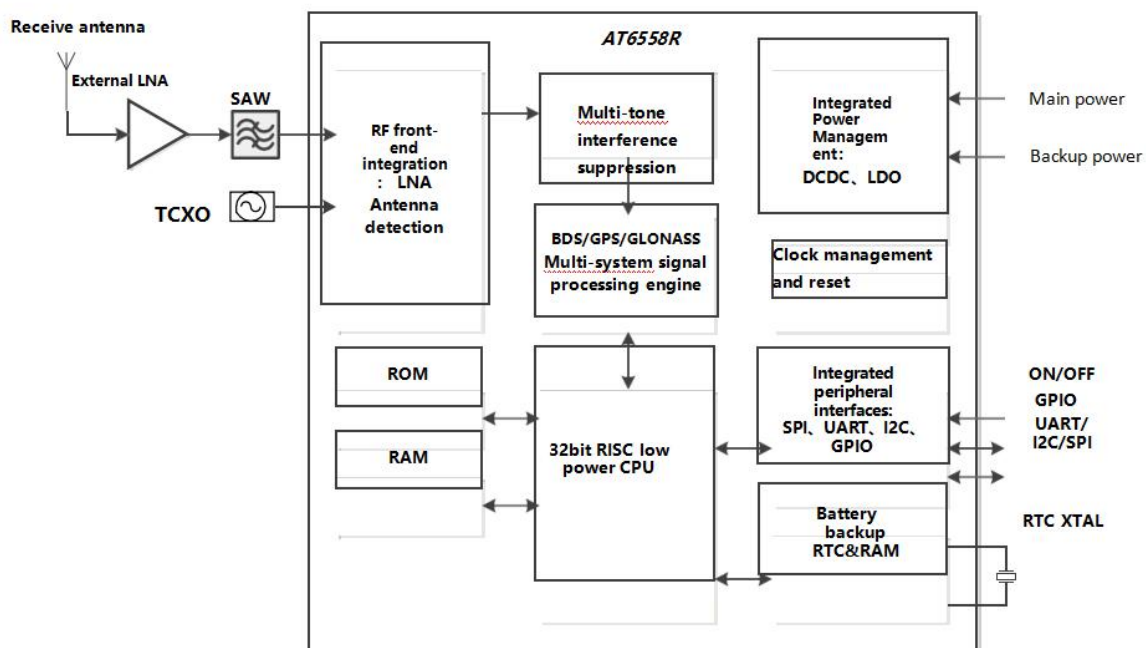 Receive antenna
External LNA
SAW
TCXO
AT6558R
RF front-
end
integration
： LNA
Antenna
detection
Multi-tone
interference
suppression
BDS/GPS/GLONASS
Multi-system signal
processing engine
Integrated
Power
Managem
ent：
DCDC、LDO
Main power
Backup power
Clock management
and reset
ROM
RAM
32bit RISC low
power CPU
Integrated
peripheral
interfaces:
SPI、UART、I2C、
GPIO
ON/OFF
GPIO
UART/
I2C/SPI
Battery
backup
RTC&RAM
RTC XTAL